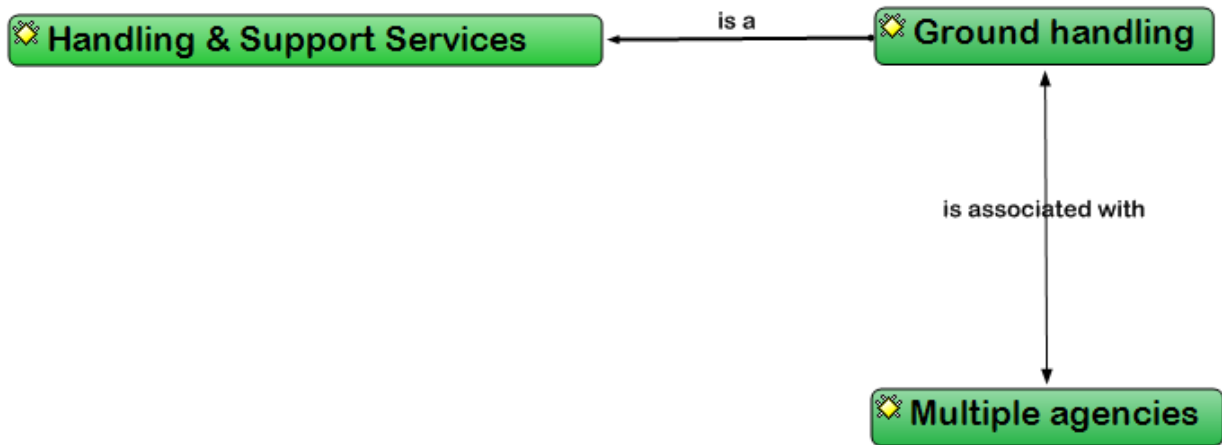 is a
Handling & Support Services
Ground handling
is associated with
Multiple agencies